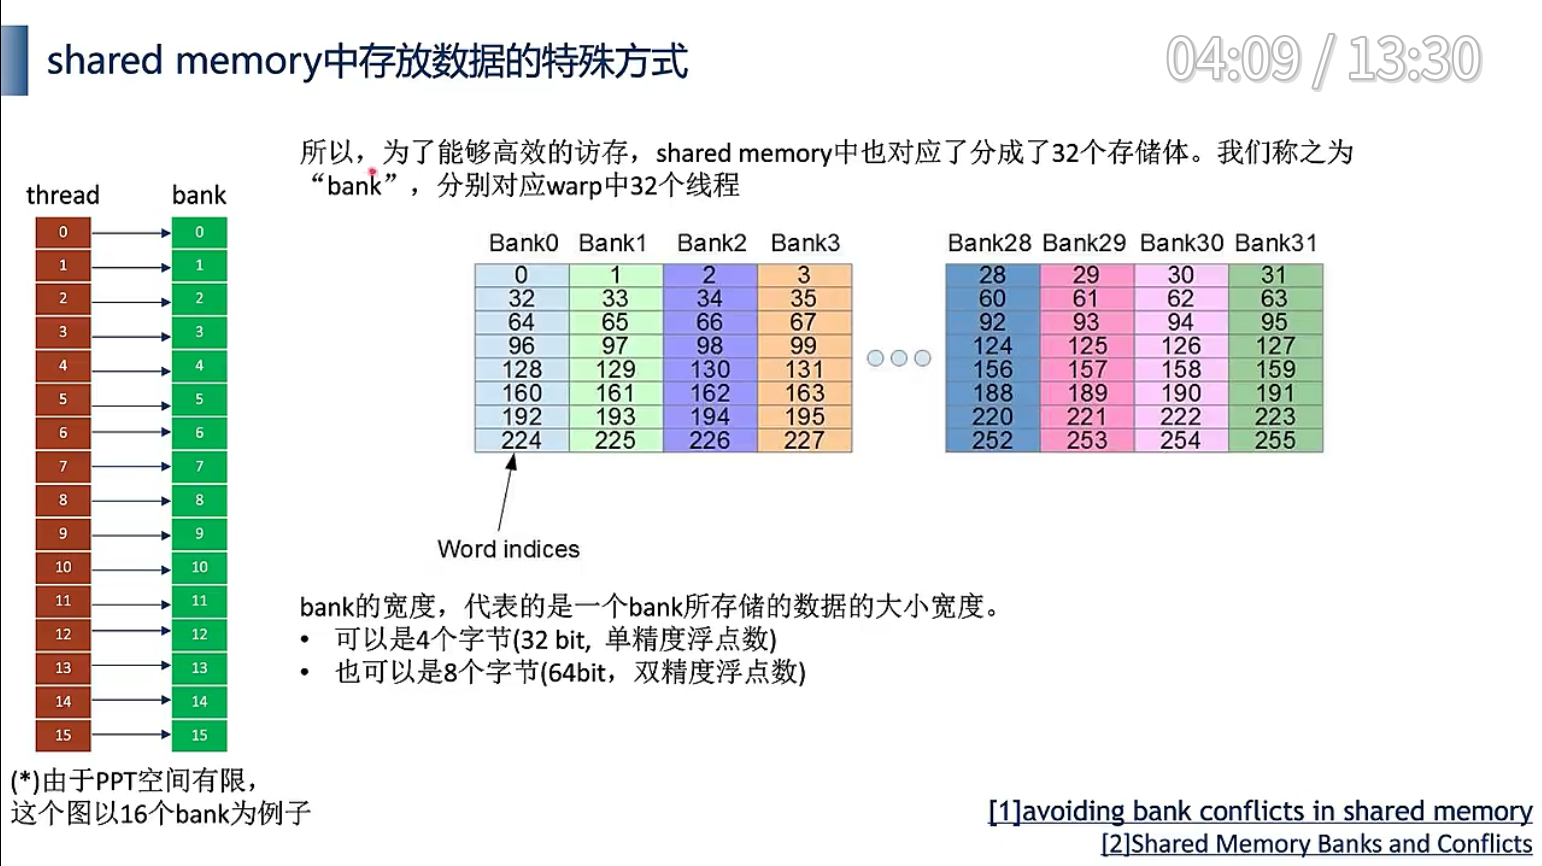 shared memory中存放数据的特殊方式
04:09 / 13:30
所以，为了能够高效的访存，shared memory中也对应了分成了32个存储体。我们称之为
“bank”，分别对应warp中32个线程
thread bank
0 0
1 1
2 2
3 3
4 4
5 5
6 6
7 7
8 8
9 9
10 10
11 11
12 12
13 13
14 14
15 15
(*)由于PPT空间有限，
这个图以16个bank为例子
Bank0 Bank1 Bank2 Bank3 Bank28 Bank29 Bank30 Bank31
0 1 2 3 28 29 30 31
32 33 34 35 60 61 62 63
64 65 66 67 92 93 94 95
96 97 98 99 124 125 126 127
128 129 130 131 156 157 158 159
160 161 162 163 188 189 190 191
192 193 194 195 220 221 222 223
224 225 226 227 252 253 254 255
Word indices
bank的宽度，代表的是一个bank所存储的数据的大小宽度。
• 可以是4个字节(32 bit, 单精度浮点数)
• 也可以是8个字节(64bit，双精度浮点数)
[1]avoiding bank conflicts in shared memory
[2]Shared Memory Banks and Conflicts